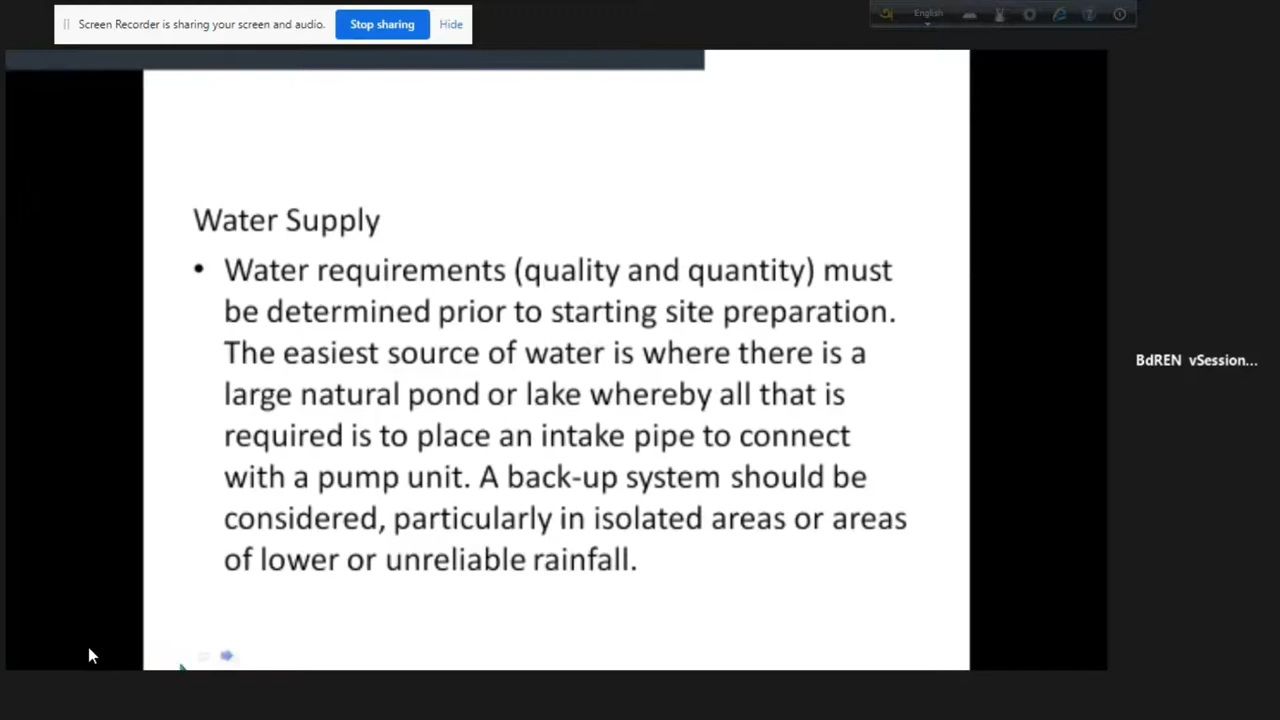 Screen Recorder is sharing your screen and audio.
Stop sharing
Hide
English
Water Supply
• Water requirements (quality and quantity) must
be determined prior to starting site preparation.
The easiest source of water is where there is a
large natural pond or lake whereby all that is
required is to place an intake pipe to connect
with a pump unit. A back-up system should be
considered, particularly in isolated areas or areas
of lower or unreliable rainfall.
BdREN vSession...